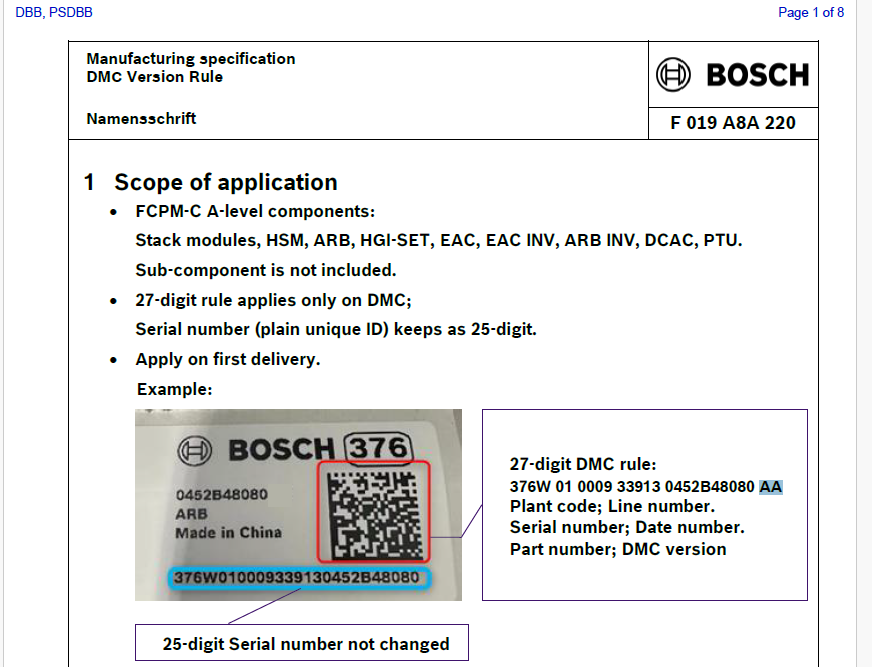 DBB, PSDBB
Page 1 of 8
Manufacturing specification
DMC Version Rule
Namensschrift
BOSCH
F 019 A8A 220
1 Scope of application
• FCPM-C A-level components:
Stack modules, HSM, ARB, HGI-SET, EAC, EAC INV, ARB INV, DCAC, PTU.
Sub-component is not included.
• 27-digit rule applies only on DMC;
Serial number (plain unique ID) keeps as 25-digit.
• Apply on first delivery.
Example:
BOSCH 376
0452B48080
ARB
Made in China
376W010009339130452B48080
27-digit DMC rule:
376W 01 0009 33913 0452B48080 AA
Plant code; Line number.
Serial number; Date number.
Part number; DMC version
25-digit Serial number not changed